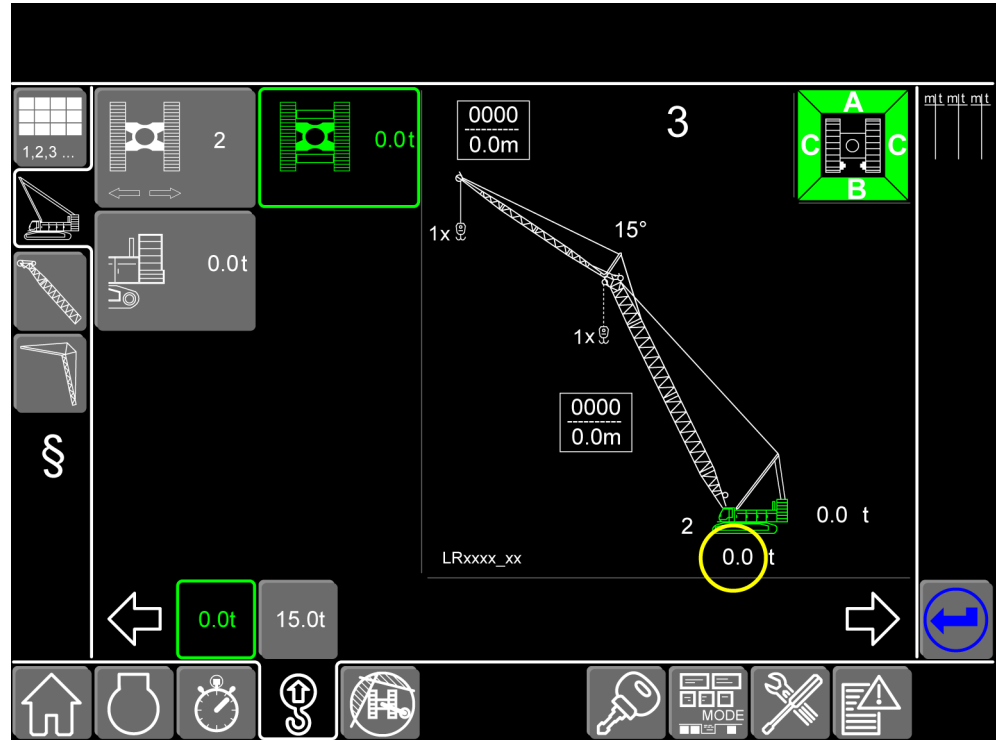 1,2,3 ...
2
0.0t
0.0t
§
0000
0.0m
3
A
C
C
B
m|t m|t m|t
1x
15°
1x
0000
0.0m
2
0.0 t
0.0 t
LRxxxx_xx
0.0t
15.0t
MODE